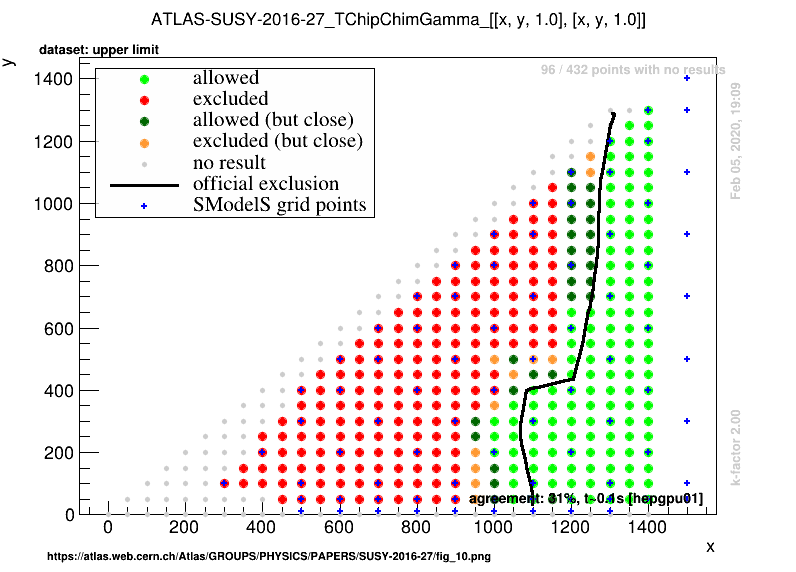 ATLAS-SUSY-2016-27_TChipChimGamma_[[x, y, 1.0], [x, y, 1.0]]
dataset: upper limit
y
96 / 432 points with no results
1400
allowed
excluded
allowed (but close)
excluded (but close)
no result
official exclusion
SModelS grid points
Feb 05, 2020, 19:09
1200
1000
800
600
400
200
0
k-factor 2.00
agreement: 31%, t~0.1s [hepgpu01]
0 200 400 600 800 1000 1200 1400
x
https://atlas.web.cern.ch/Atlas/GROUPS/PHYSICS/PAPERS/SUSY-2016-27/fig_10.png